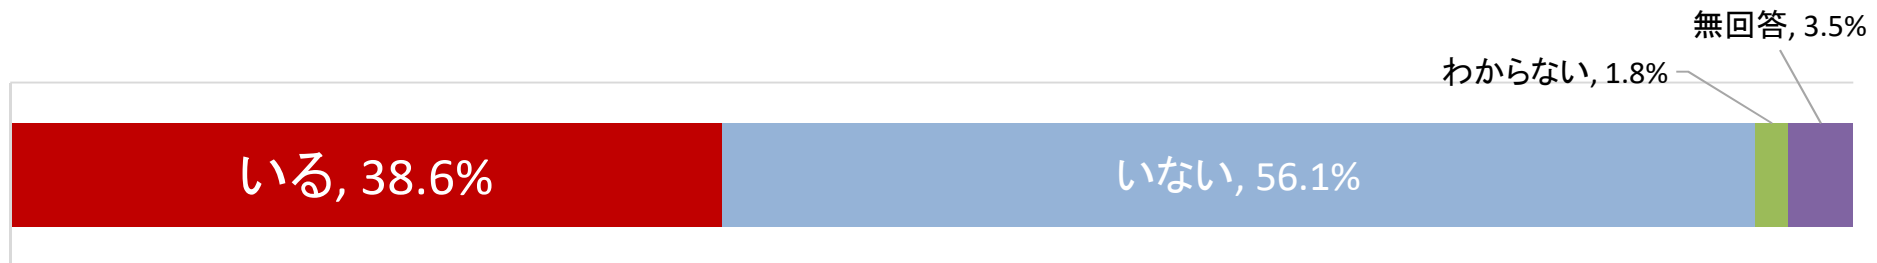 無回答, 3.5%
わからない, 1.8%
いる, 38.6%
いない, 56.1%